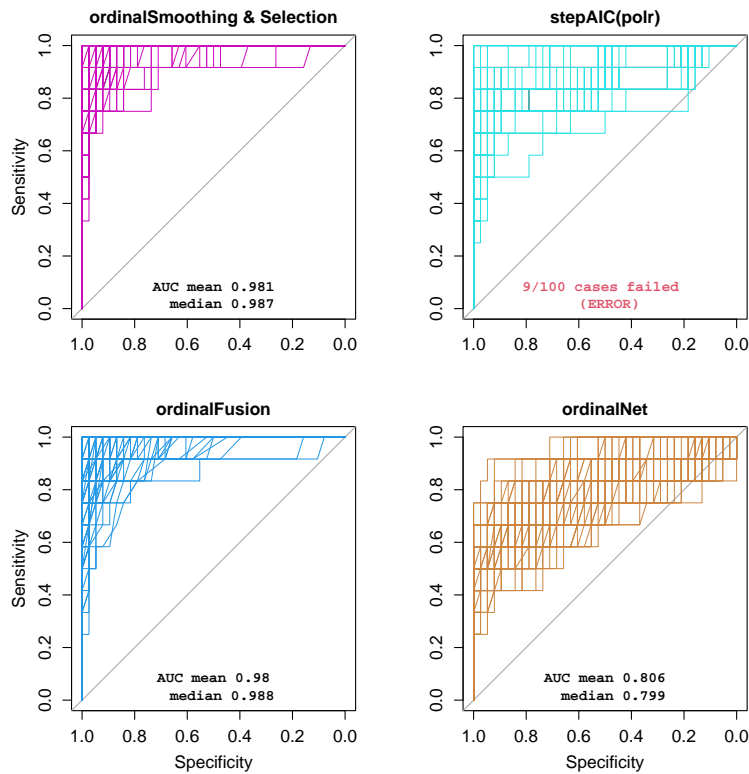 ordinalSmoothing & Selection
1.0
0.8
0.6
0.4
0.2
0.0
Sensitivity
AUC mean 0.981
median 0.987
1.0 0.8 0.6 0.4 0.2 0.0
stepAIC(polr)
1.0
0.8
0.6
0.4
0.2
0.0
9/100 cases failed
(ERROR)
1.0 0.8 0.6 0.4 0.2 0.0
ordinalFusion
1.0
0.8
0.6
0.4
0.2
0.0
Sensitivity
AUC mean 0.98
median 0.988
1.0 0.8 0.6 0.4 0.2 0.0
Specificity
ordinalNet
1.0
0.8
0.6
0.4
0.2
0.0
AUC mean 0.806
median 0.799
1.0 0.8 0.6 0.4 0.2 0.0
Specificity